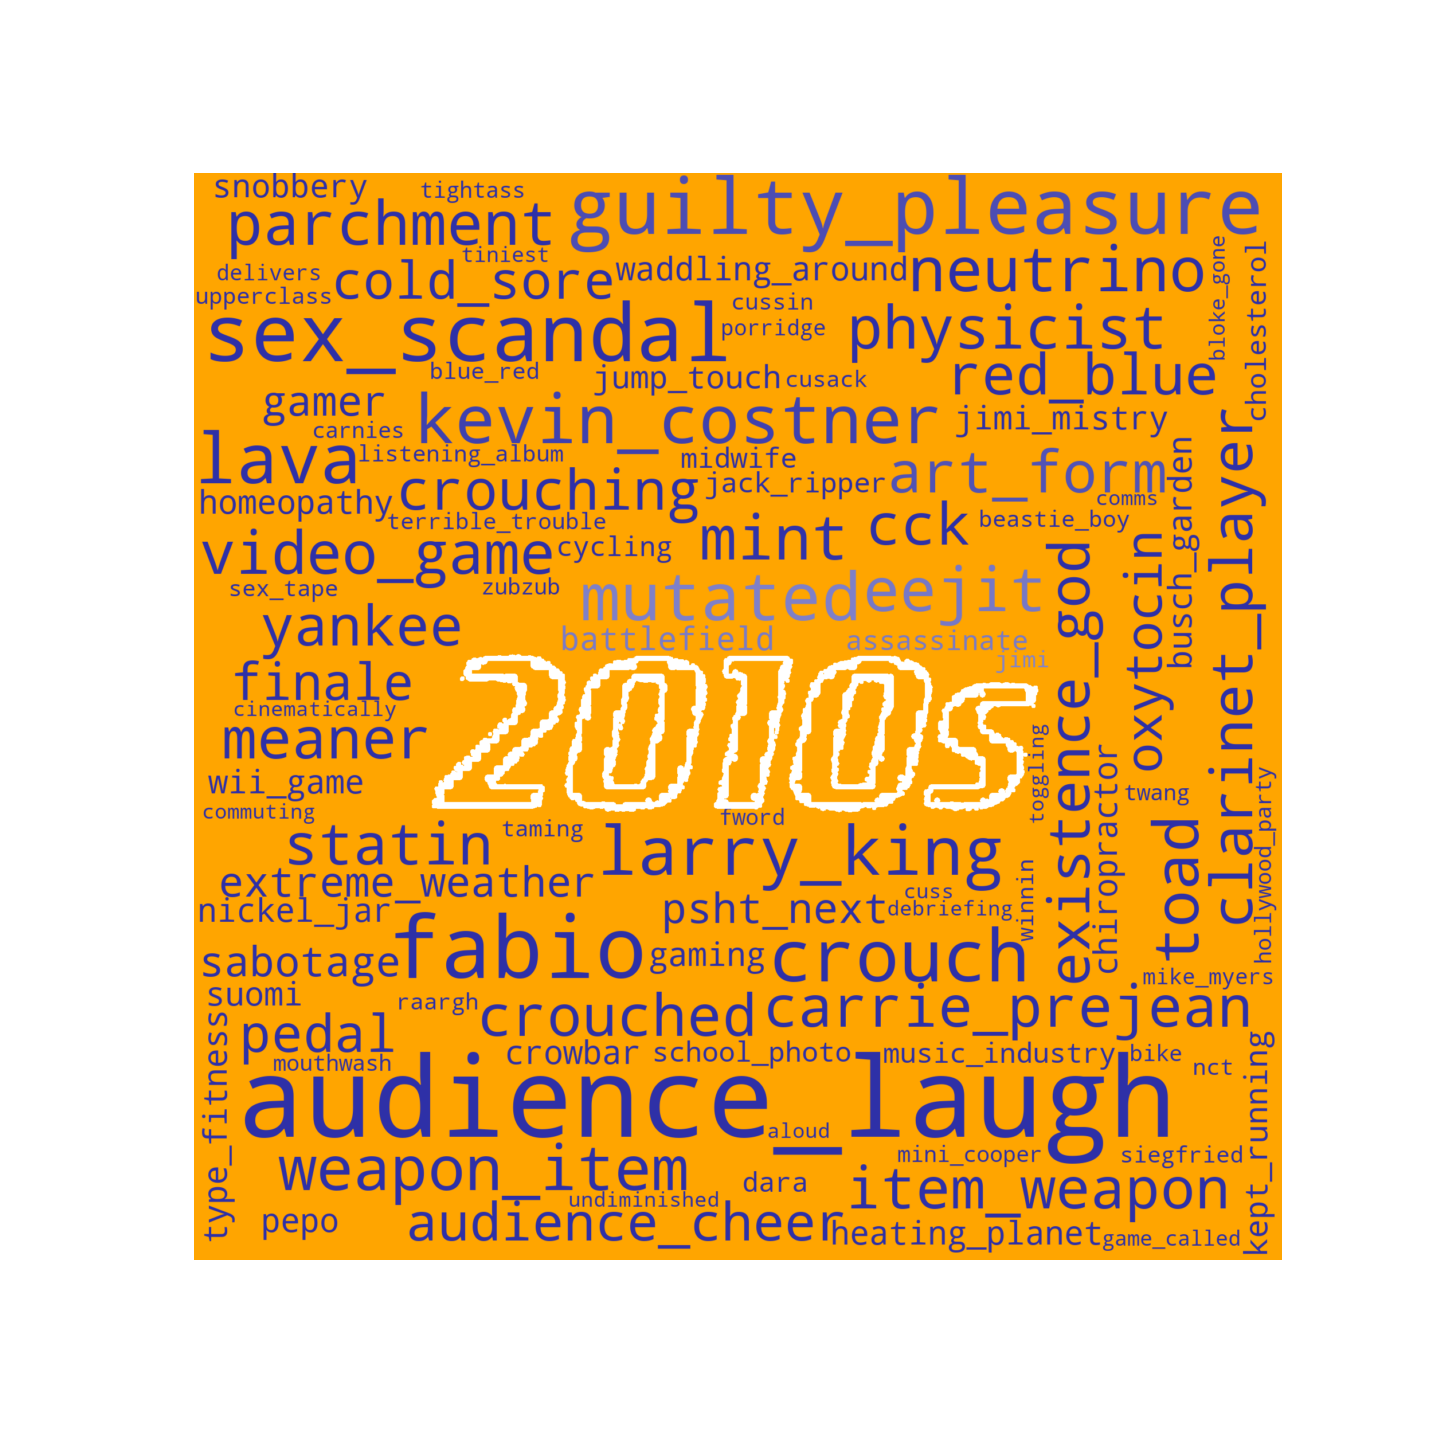 snobbery
tightass
parchment
guilty_pleasure
tiniest
delivers
cold_sore
waddling_around
neutrino
bloke_gone
cholesterol
upperclass
cussin
sex_scandal
porridge
physicist
blue_red
jump_touch
cusack
red_blue
gamer
kevin_costner
jimi_mistry
carnies
lava
listening_album
midwife
art_form
clarinet_player
homeopathy
crouching
jack_ripper
comms
busch_garden
terrible_trouble
mint
cck
beastie_boy
video_game
cycling
oxytocin
existence_god
sex_tape
zubzub
mutated
eejit
yankee
battlefield
assassinate
jimi
finale
2010s
cinematically
meaner
toggling
chiropractor
wii_game
twang
hollywood_party
commuting
fword
statin
taming
larry_king
toad
extreme_weather
cuss
winnin
nickel_jar
psht_next
debriefing
fabio
gaming
crouch
sabotage
mike_myers
suomi
raargh
crouched
carrie_prejean
pedal
type_fitness
crowbar
school_photo
music_industry
bike
kept_running
mouthwash
nct
audience_laugh
aloud
weapon_item
mini_cooper
siegfried
dara
item_weapon
undiminished
pepo
audience_cheer
heating_planet
game_called